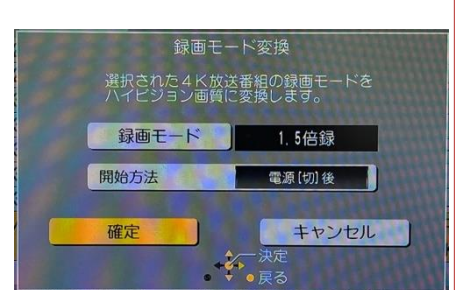 録画モード変換
選択された4K放送番組の録画モードを
ハイビジョン画質に変換します。
録画モード
1.5倍録
開始方法
電源[切]後
確定
キャンセル
決定
戻る